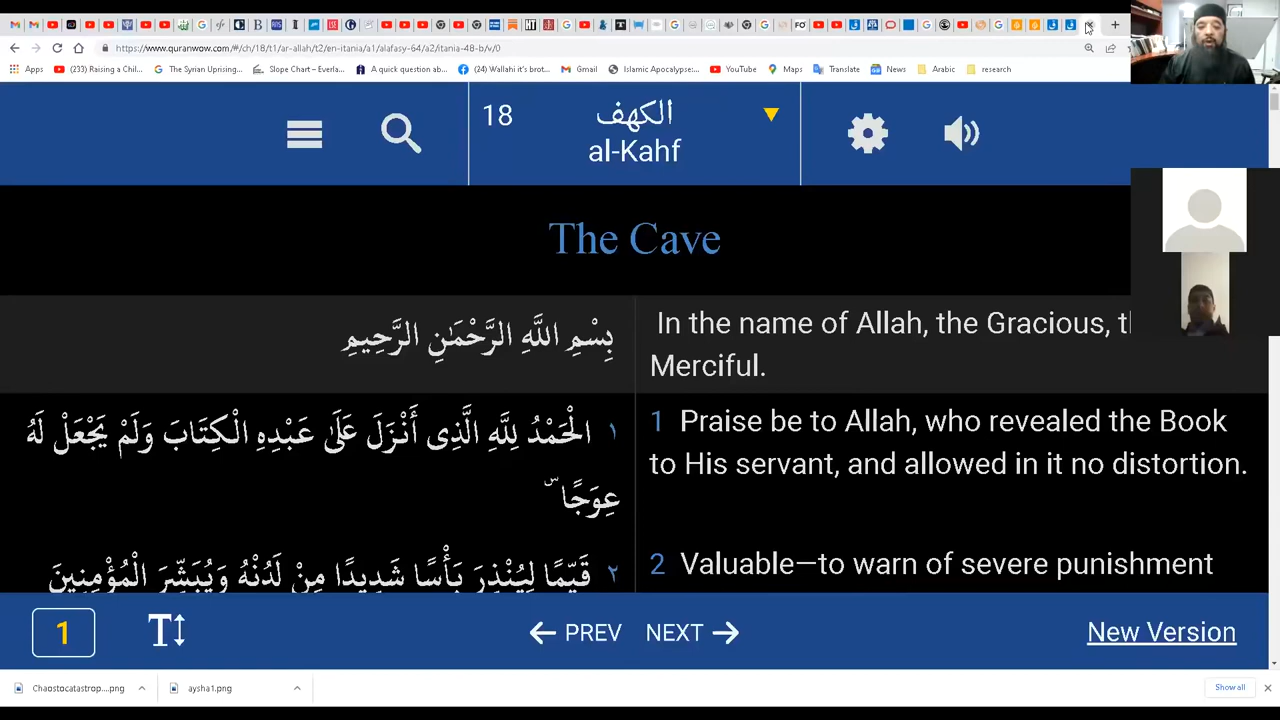 https://www.quranwow.com/#/ch/18/t1/ar-allah/t2/en-itania/a1/alafasy-64/a2/itania-48-b/v/0
Apps
(233) Raising a Chil...
The Syrian Uprising...
Slope Chart – Everla...
A quick question ab...
(24) Wallahi it's brot...
Gmail
Islamic Apocalypse:...
YouTube
Maps
Translate
News
Arabic
research
18
الكهف
al-Kahf
The Cave
بِسْمِ اللَّهِ الرَّحْمَٰنِ الرَّحِيمِ
In the name of Allah, the Gracious, t
Merciful.
١ الْحَمْدُ لِلَّهِ الَّذِى أَنْزَلَ عَلَىٰ عَبْدِهِ الْكِتَابَ وَلَمْ يَجْعَلْ لَهُ
عِوَجًا ۜ
1 Praise be to Allah, who revealed the Book
to His servant, and allowed in it no distortion.
٢ قَيِّمًا لِيُنْذِرَ بَأْسًا شَدِيدًا مِنْ لَدُنْهُ وَيُبَشِّرَ الْمُؤْمِنِينَ
2 Valuable—to warn of severe punishment
1
T
PREV
NEXT
New Version
Chaostocatastrop....png
aysha1.png
Show all